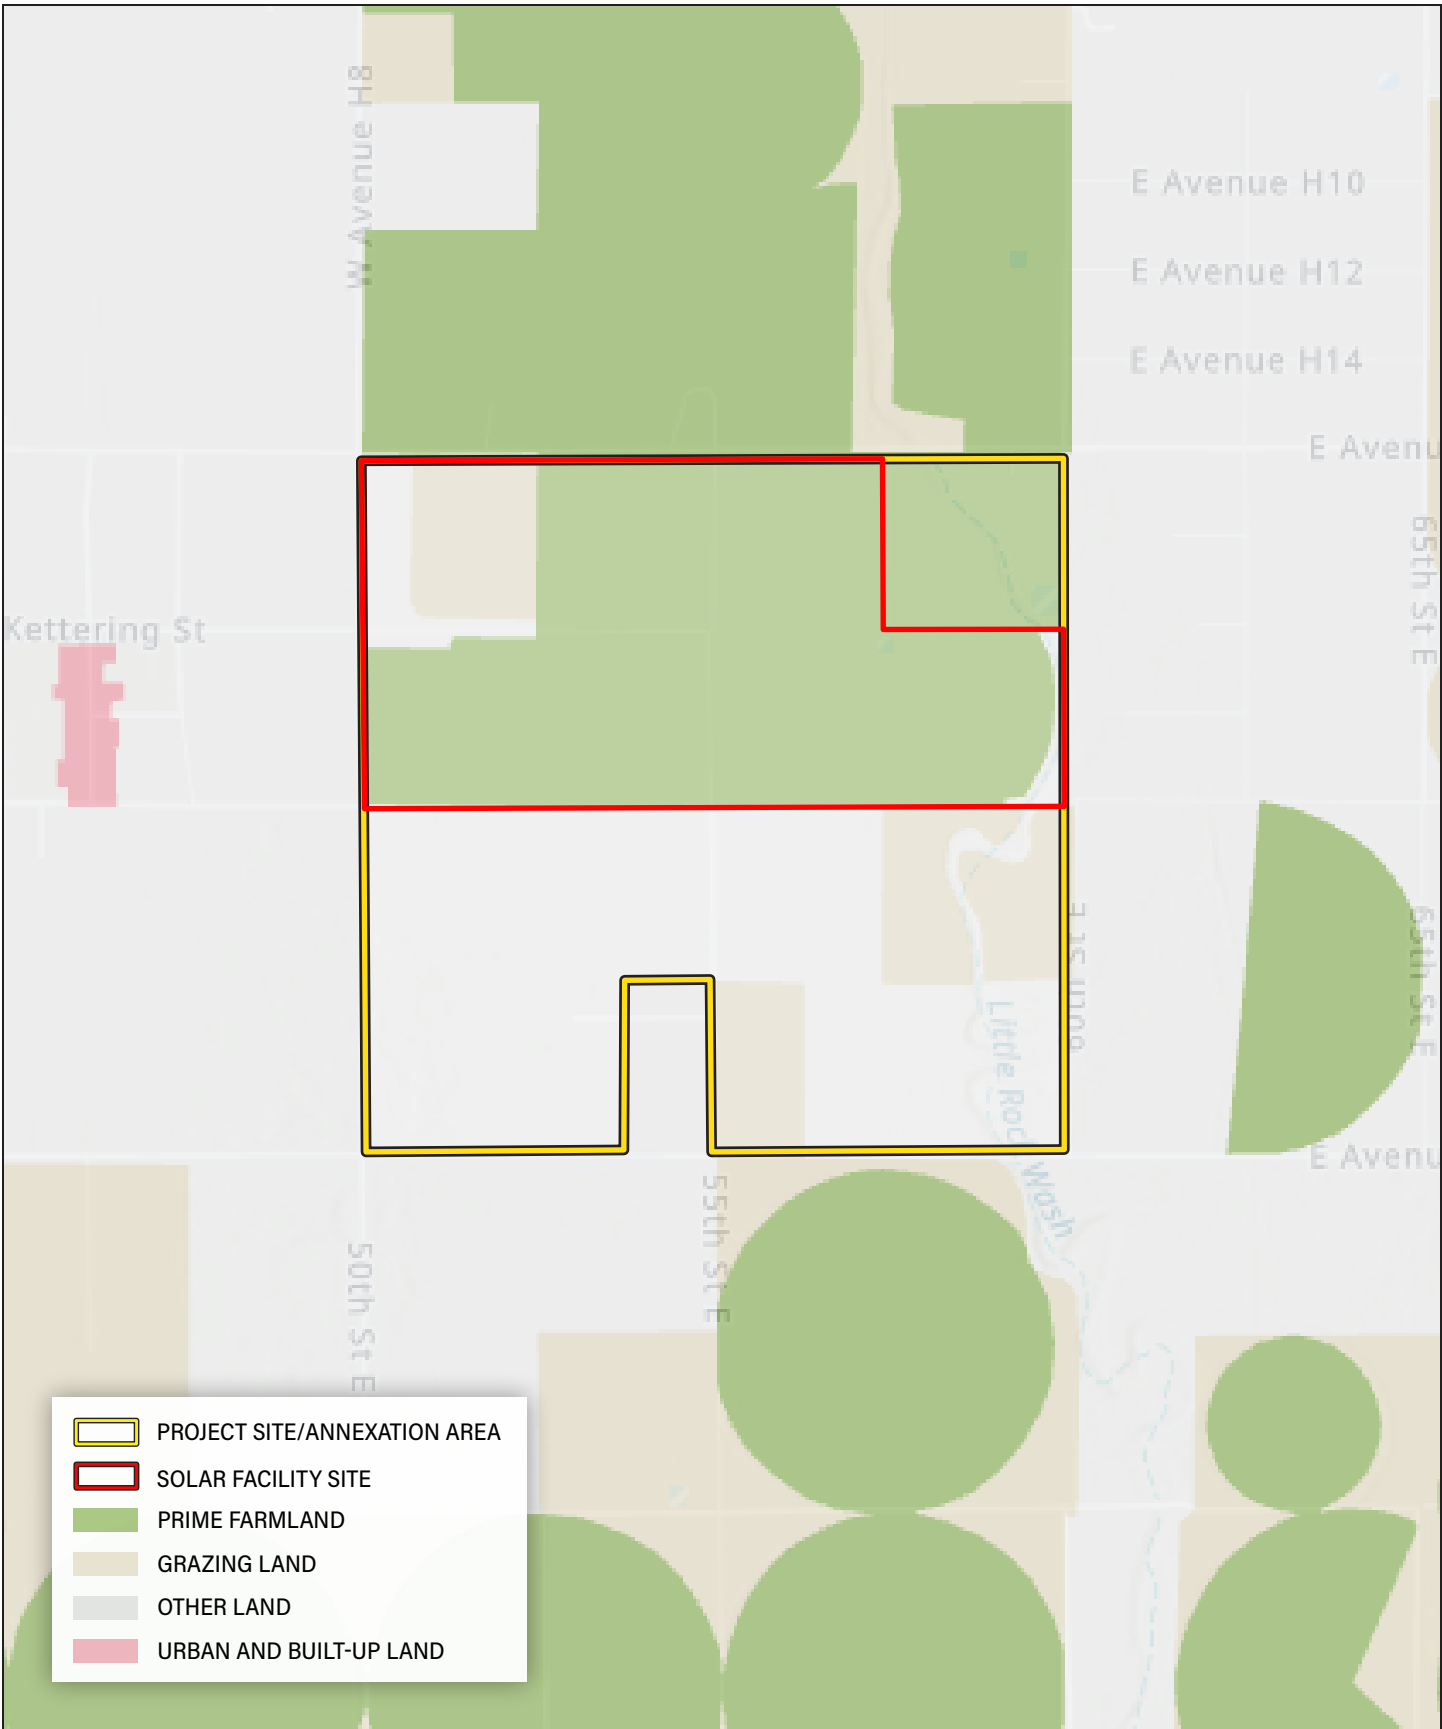 W Avenue H8
E Avenue H10
E Avenue H12
E Avenue H14
E Avenu
65th St E
Kettering St
65th St E
60th St E
Little Rock Wash
E Avenu
55th St E
50th St E
PROJECT SITE/ANNEXATION AREA
SOLAR FACILITY SITE
PRIME FARMLAND
GRAZING LAND
OTHER LAND
URBAN AND BUILT-UP LAND